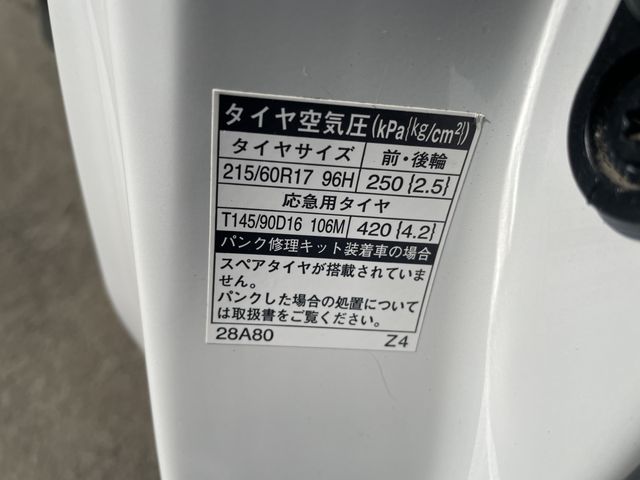 タイヤ空気圧(kPa{kg/cm²})
タイヤサイズ 前・後輪
215/60R17 96H 250{2.5}
応急用タイヤ
T145/90D16 106M 420{4.2}
パンク修理キット装着車の場合
スペアタイヤが搭載されていま
せん。
パンクした場合の処置について
は取扱書をご覧ください。
28A80 Z4